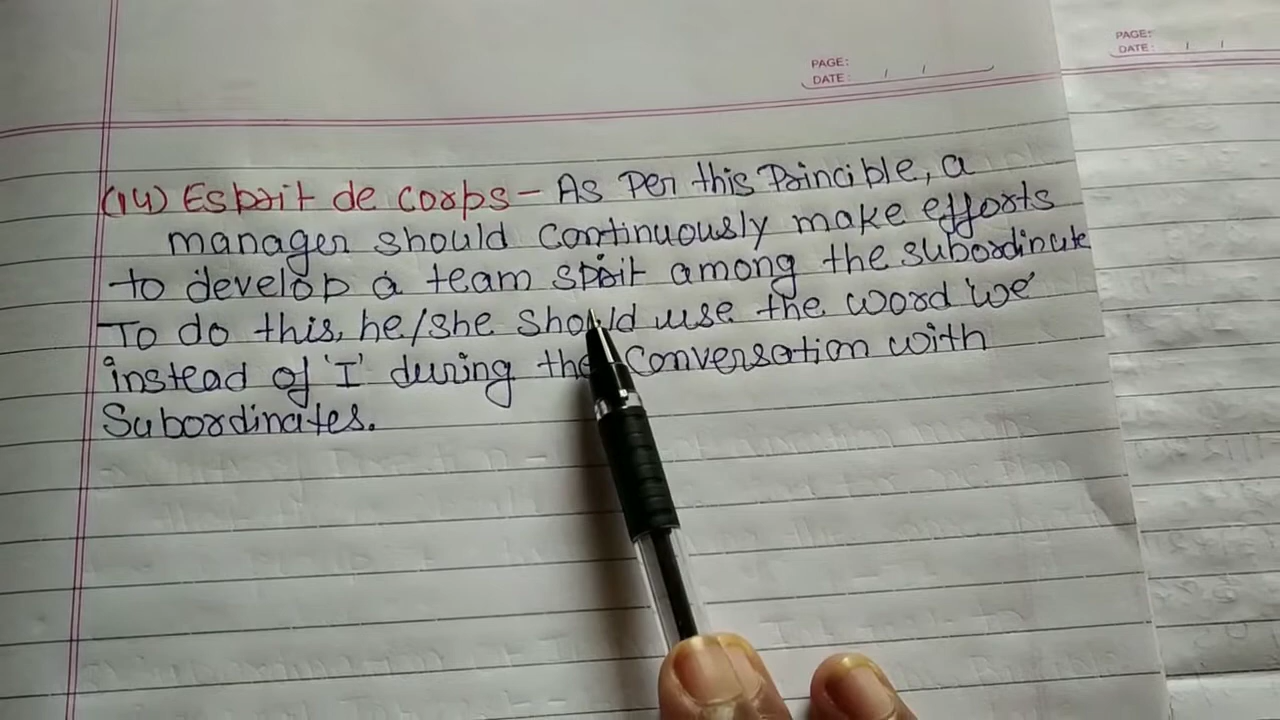 PAGE:
DATE: / /
PAGE:
DATE: / /
(14) Esprit de corps - As Per this Principle, a
manager should continuously make efforts
to develop a team spirit among the subordinate
To do this, he/she should use the word we'
instead of 'I' during the Conversation with
Subordinates.